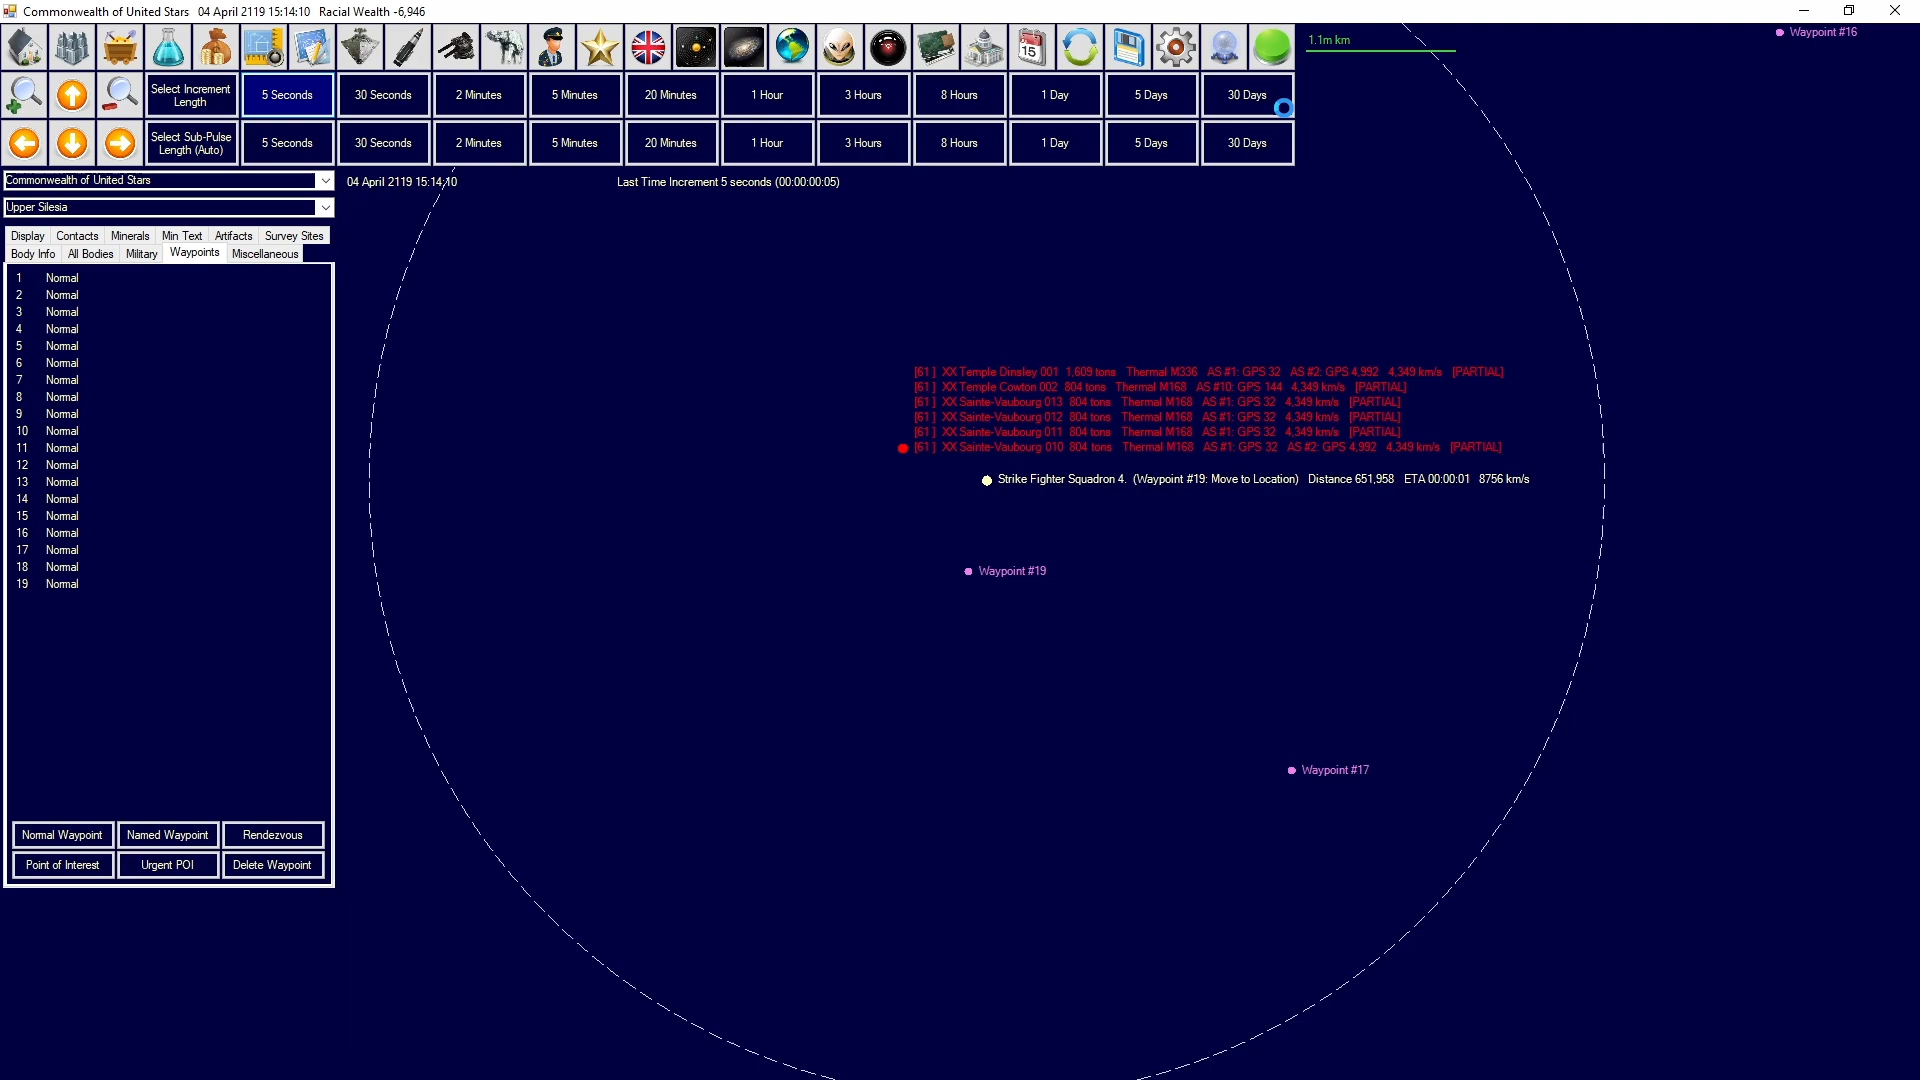 Commonwealth of United Stars   04 April 2119 15:14:10   Racial Wealth -6,946
15
1.1m km
Waypoint #16
Select Increment Length
5 Seconds
30 Seconds
2 Minutes
5 Minutes
20 Minutes
1 Hour
3 Hours
8 Hours
1 Day
5 Days
30 Days
Select Sub-Pulse Length (Auto)
5 Seconds
30 Seconds
2 Minutes
5 Minutes
20 Minutes
1 Hour
3 Hours
8 Hours
1 Day
5 Days
30 Days
Commonwealth of United Stars
04 April 2119 15:14:10
Last Time Increment 5 seconds (00:00:00:05)
Upper Silesia
Display Contacts Minerals Min Text Artifacts Survey Sites
Body Info All Bodies Military Waypoints Miscellaneous
1 Normal
2 Normal
3 Normal
4 Normal
5 Normal
6 Normal
7 Normal
8 Normal
9 Normal
10 Normal
11 Normal
12 Normal
13 Normal
14 Normal
15 Normal
16 Normal
17 Normal
18 Normal
19 Normal
Normal Waypoint Named Waypoint Rendezvous
Point of Interest Urgent POI Delete Waypoint
[61 ] XX Temple Dinsley 001 1,609 tons Thermal M336 AS #1: GPS 32 AS #2: GPS 4,992 4,349 km/s [PARTIAL]
[61 ] XX Temple Cowton 002 804 tons Thermal M168 AS #10: GPS 144 4,349 km/s [PARTIAL]
[61 ] XX Sainte-Vaubourg 013 804 tons Thermal M168 AS #1: GPS 32 4,349 km/s [PARTIAL]
[61 ] XX Sainte-Vaubourg 012 804 tons Thermal M168 AS #1: GPS 32 4,349 km/s [PARTIAL]
[61 ] XX Sainte-Vaubourg 011 804 tons Thermal M168 AS #1: GPS 32 4,349 km/s [PARTIAL]
[61 ] XX Sainte-Vaubourg 010 804 tons Thermal M168 AS #1: GPS 32 AS #2: GPS 4,992 4,349 km/s [PARTIAL]
Strike Fighter Squadron 4. (Waypoint #19: Move to Location) Distance 651,958 ETA 00:00:01 8756 km/s
Waypoint #19
Waypoint #17